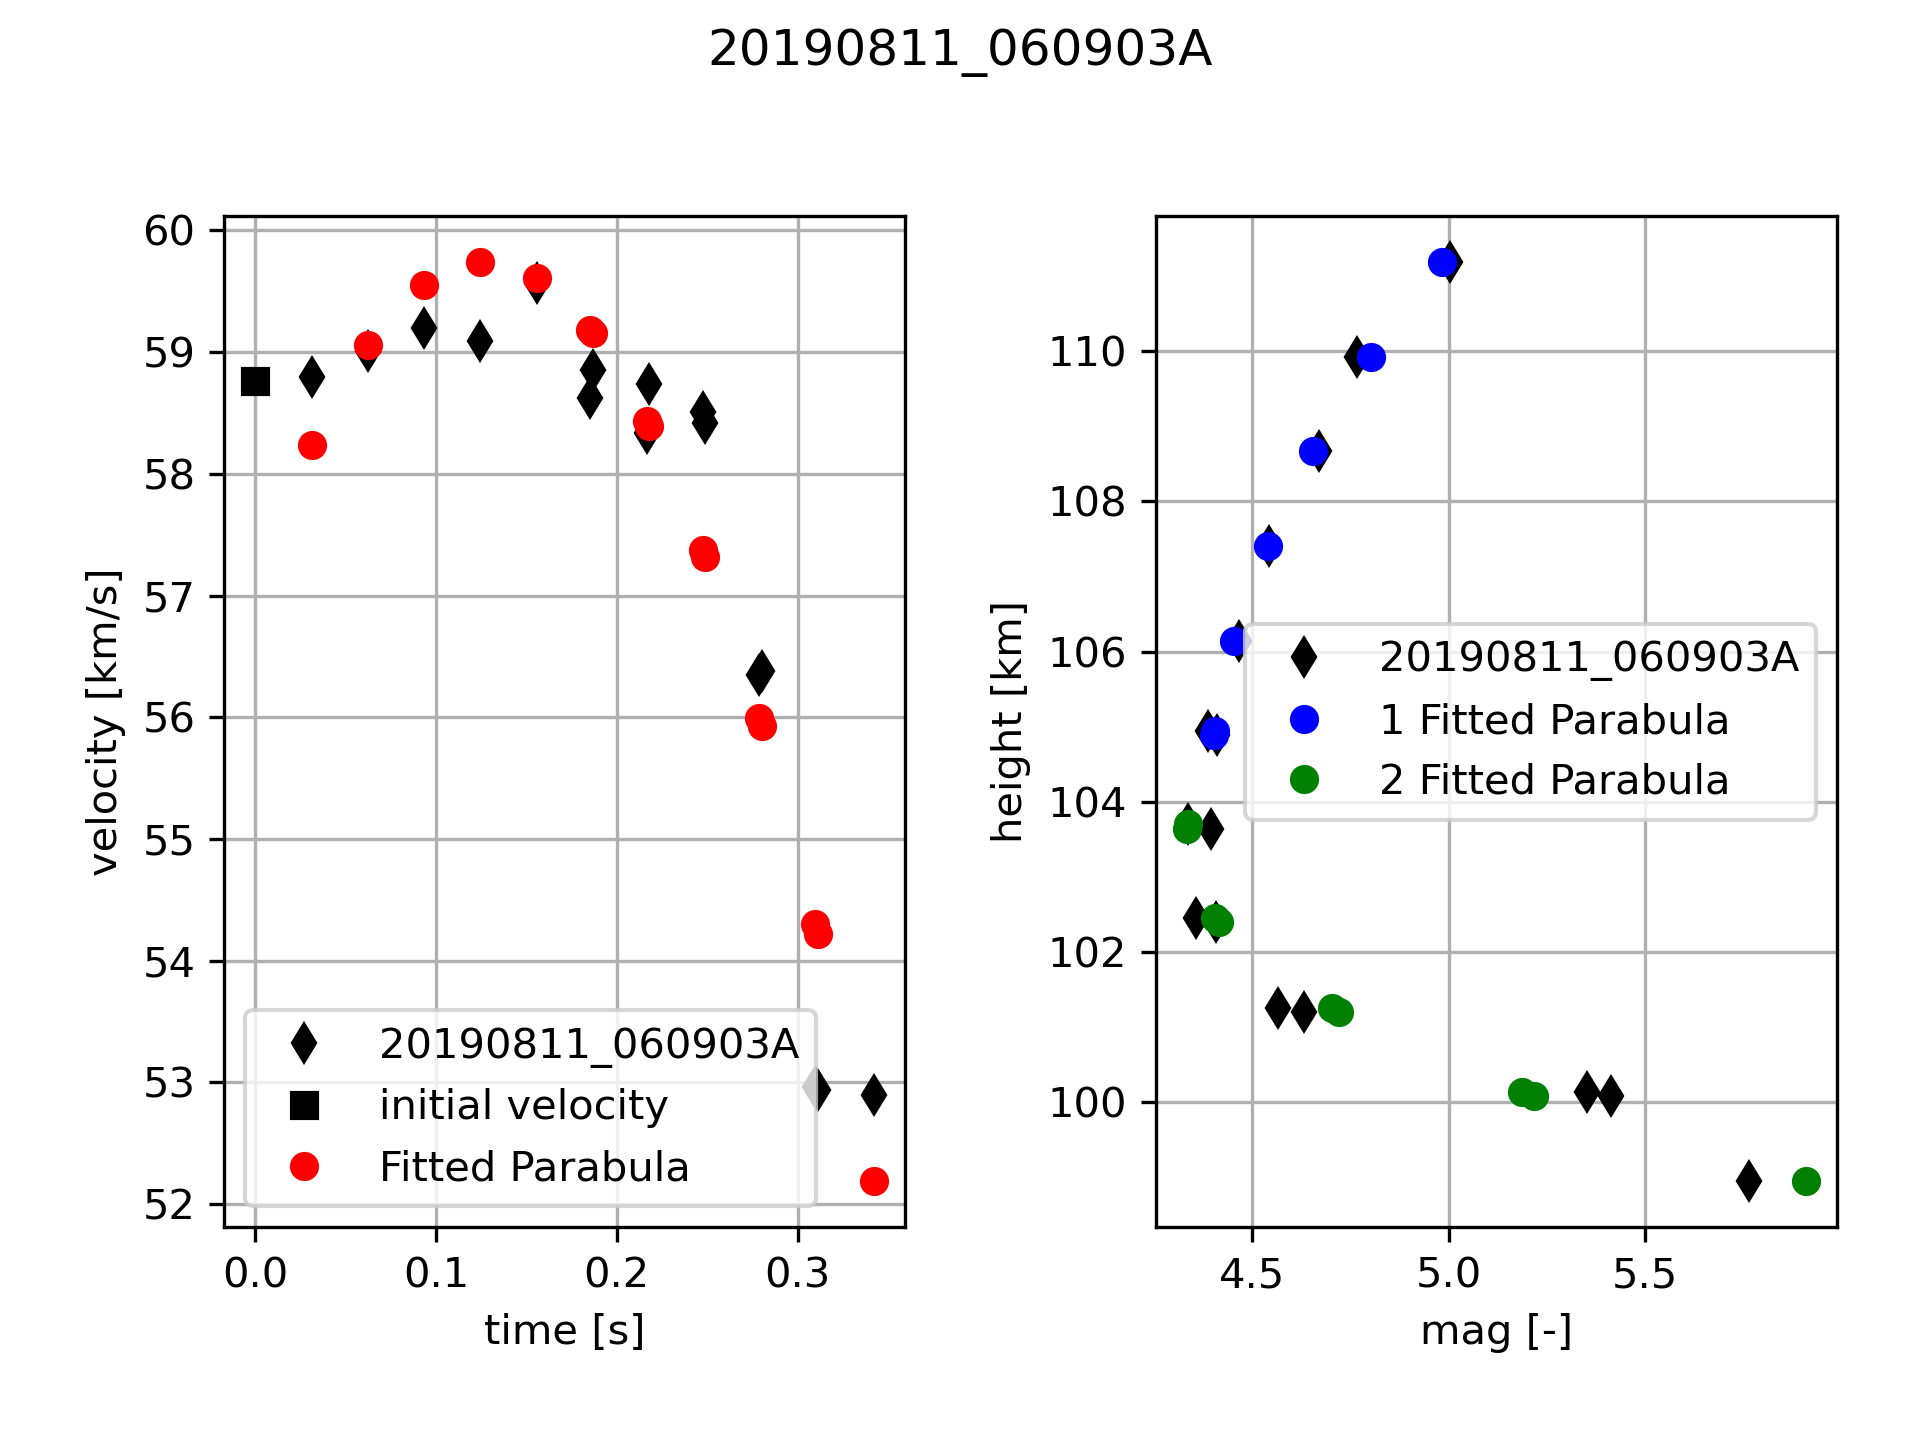 20190811_060903A
60
59
58
57
56
55
54
53
52
velocity [km/s]
0.0 0.1 0.2 0.3
time [s]
20190811_060903A
initial velocity
Fitted Parabula
110
108
106
104
102
100
height [km]
4.5 5.0 5.5
mag [-]
20190811_060903A
1 Fitted Parabula
2 Fitted Parabula